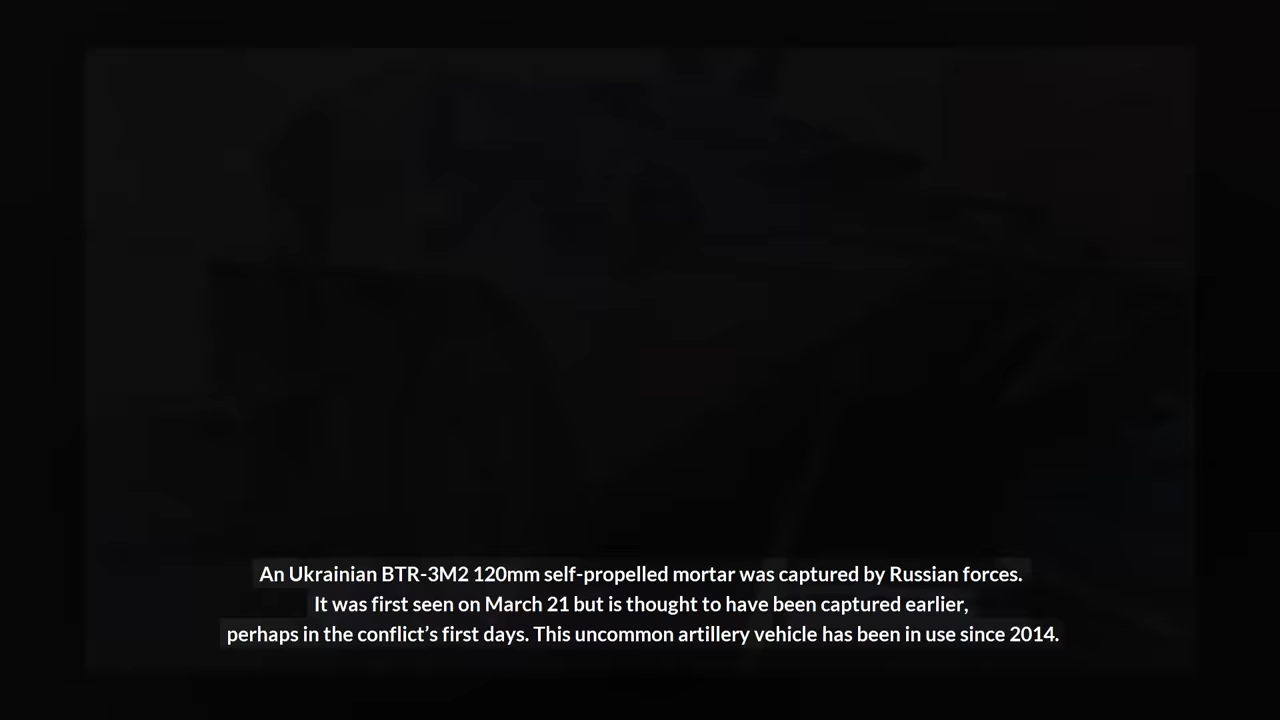 An Ukrainian BTR-3M2 120mm self-propelled mortar was captured by Russian forces.
It was first seen on March 21 but is thought to have been captured earlier,
perhaps in the conflict’s first days. This uncommon artillery vehicle has been in use since 2014.